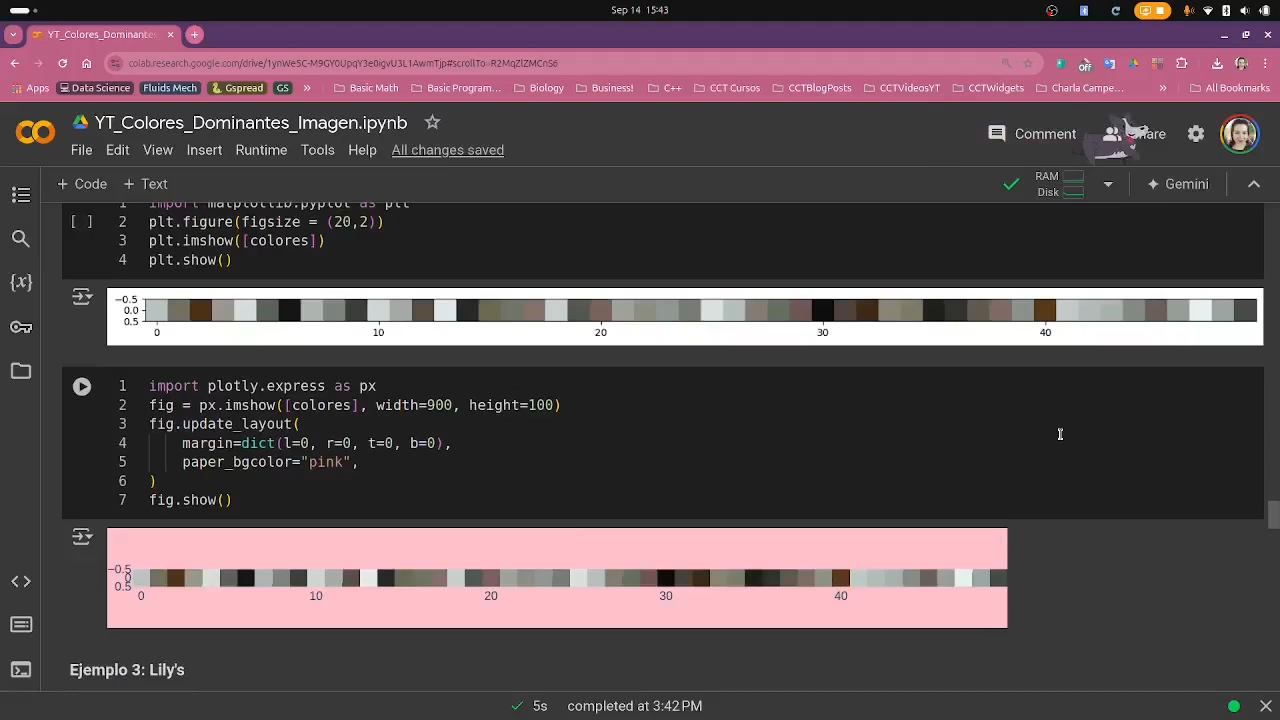 Sep 14 15:43
YT_Colores_Dominantes
colab.research.google.com/drive/1ynWe5C-M9GY0UpqY3e0igvU3L1AwmTjp#scrollTo=R2MqZlZMCnS6
Apps Data Science Fluids Mech Gspread GS » Basic Math Basic Program... Biology Business! C++ CCT Cursos CCTBlogPosts CCTVideosYT CCTWidgets Charla Campe... » All Bookmarks
YT_Colores_Dominantes_Imagen.ipynb
Comment
File Edit View Insert Runtime Tools Help All changes saved
+ Code + Text
RAM
Disk
Gemini
1 import matplotlib.pyplot as plt
[ ] 2 plt.figure(figsize = (20,2))
3 plt.imshow([colores])
4 plt.show()
−0.5
0.0
0.5
0 10 20 30 40
1 import plotly.express as px
2 fig = px.imshow([colores], width=900, height=100)
3 fig.update_layout(
4 margin=dict(l=0, r=0, t=0, b=0),
5 paper_bgcolor="pink",
6 )
7 fig.show()
−0.5
0
0.5
0 10 20 30 40
Ejemplo 3: Lily's
5s completed at 3:42 PM